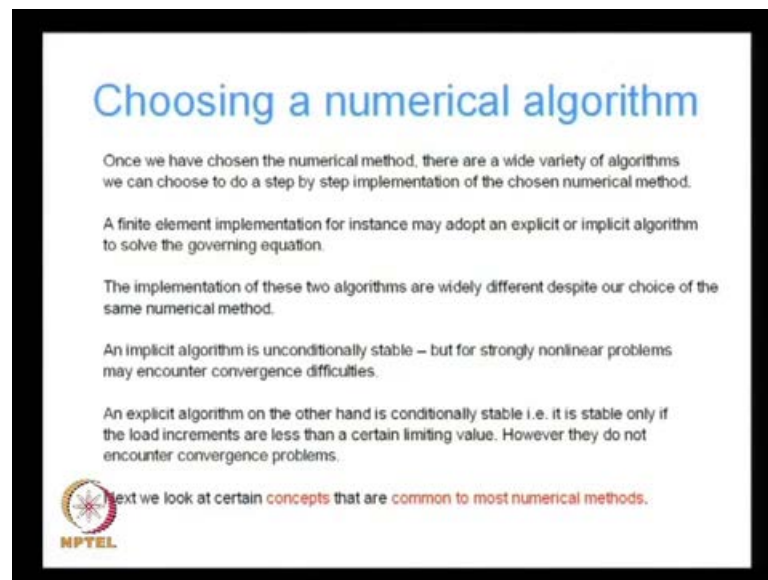 Choosing a numerical algorithm
Once we have chosen the numerical method, there are a wide variety of algorithms
we can choose to do a step by step implementation of the chosen numerical method.
A finite element implementation for instance may adopt an explicit or implicit algorithm
to solve the governing equation.
The implementation of these two algorithms are widely different despite our choice of the
same numerical method.
An implicit algorithm is unconditionally stable – but for strongly nonlinear problems
may encounter convergence difficulties.
An explicit algorithm on the other hand is conditionally stable i.e. it is stable only if
the load increments are less than a certain limiting value. However they do not
encounter convergence problems.
Next we look at certain concepts that are common to most numerical methods.
NPTEL